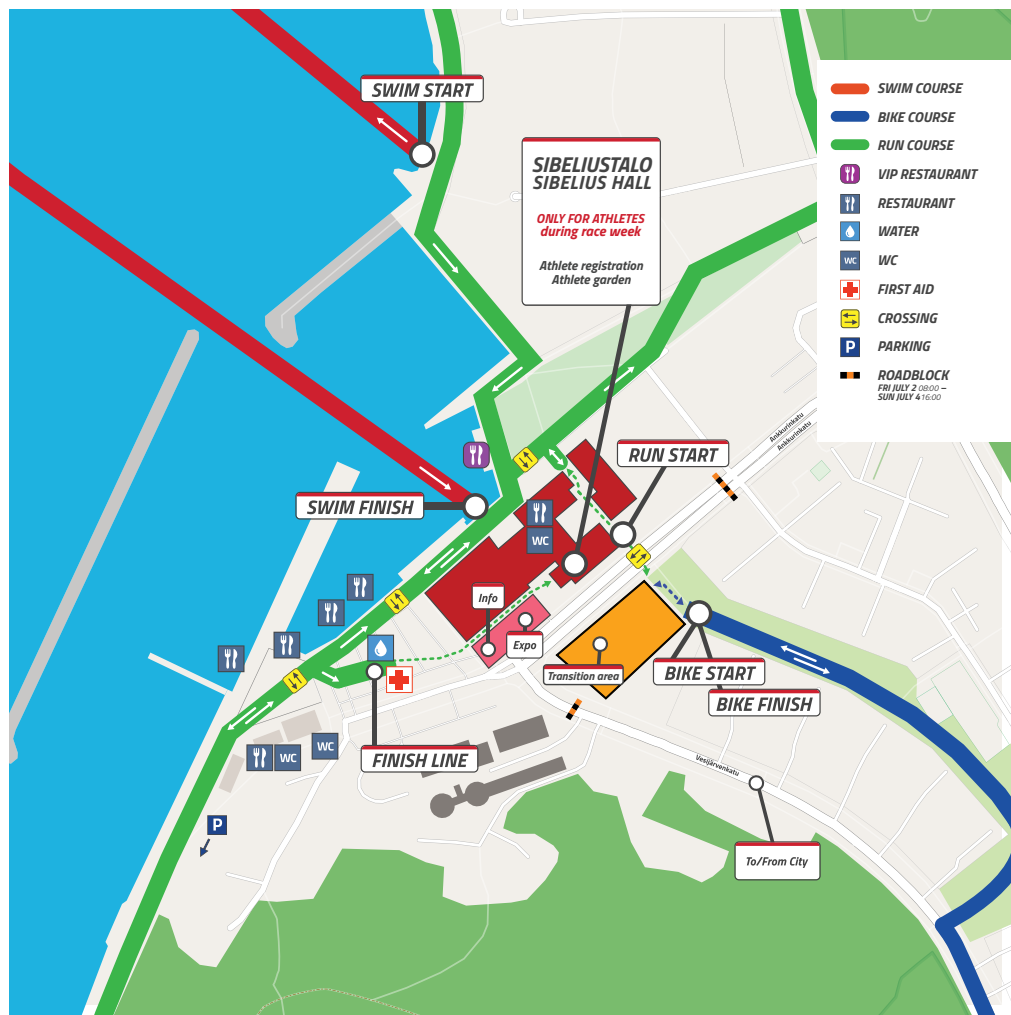 SWIM START
SIBELIUSTALO
SIBELIUS HALL
ONLY FOR ATHLETES
during race week
Athlete registration
Athlete garden
SWIM COURSE
BIKE COURSE
RUN COURSE
VIP RESTAURANT
RESTAURANT
WATER
WC
WC
FIRST AID
CROSSING
P
PARKING
ROADBLOCK
FRI JULY 2 08:00 –
SUN JULY 4 16:00
Ankkurinkatu
Ankkurinkatu
RUN START
SWIM FINISH
WC
Info
Expo
Transition area
BIKE START
BIKE FINISH
FINISH LINE
WC
WC
Vesijärvenkatu
P
To/From City